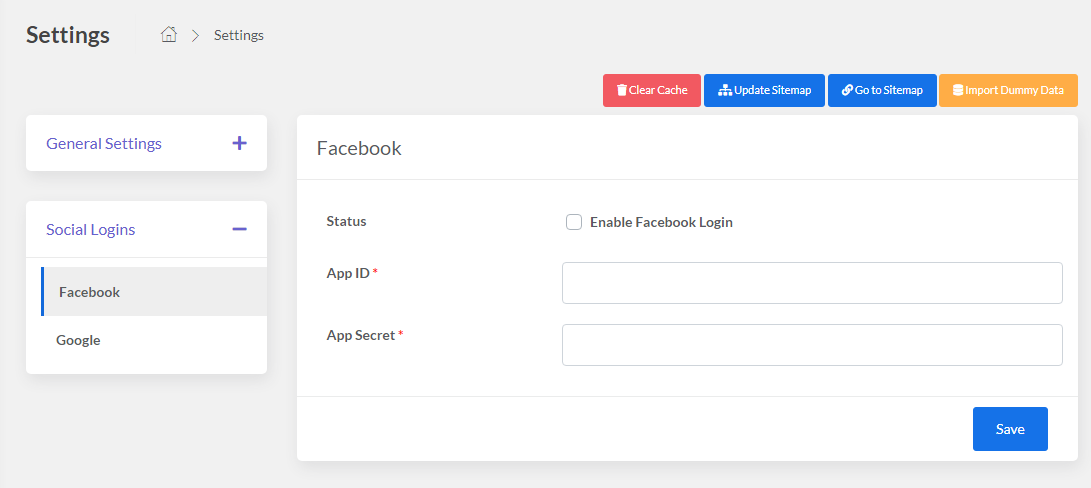 Settings
Settings
Clear Cache
Update Sitemap
Go to Sitemap
Import Dummy Data
General Settings
Social Logins
Facebook
Google
Facebook
Status
Enable Facebook Login
App ID *
App Secret *
Save